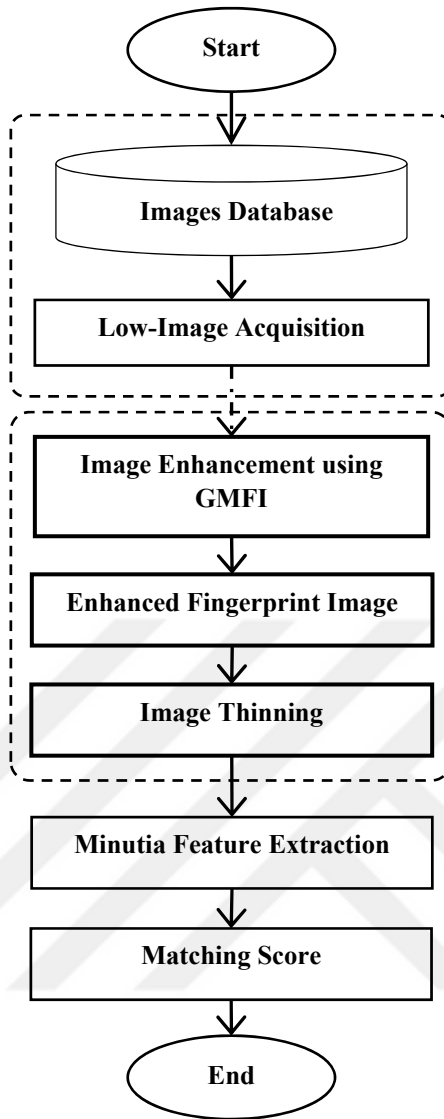 Start
Images Database
Low-Image Acquisition
Image Enhancement using
GMFI
Enhanced Fingerprint Image
Image Thinning
Minutia Feature Extraction
Matching Score
End